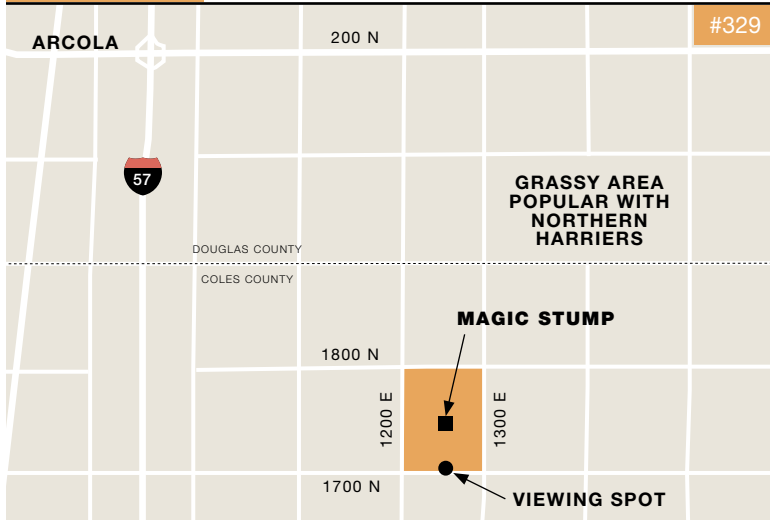 #329
ARCOLA
200 N
57
GRASSY AREA
POPULAR WITH
NORTHERN
HARRIERS
DOUGLAS COUNTY
COLES COUNTY
MAGIC STUMP
1800 N
1200 E
1300 E
1700 N
VIEWING SPOT